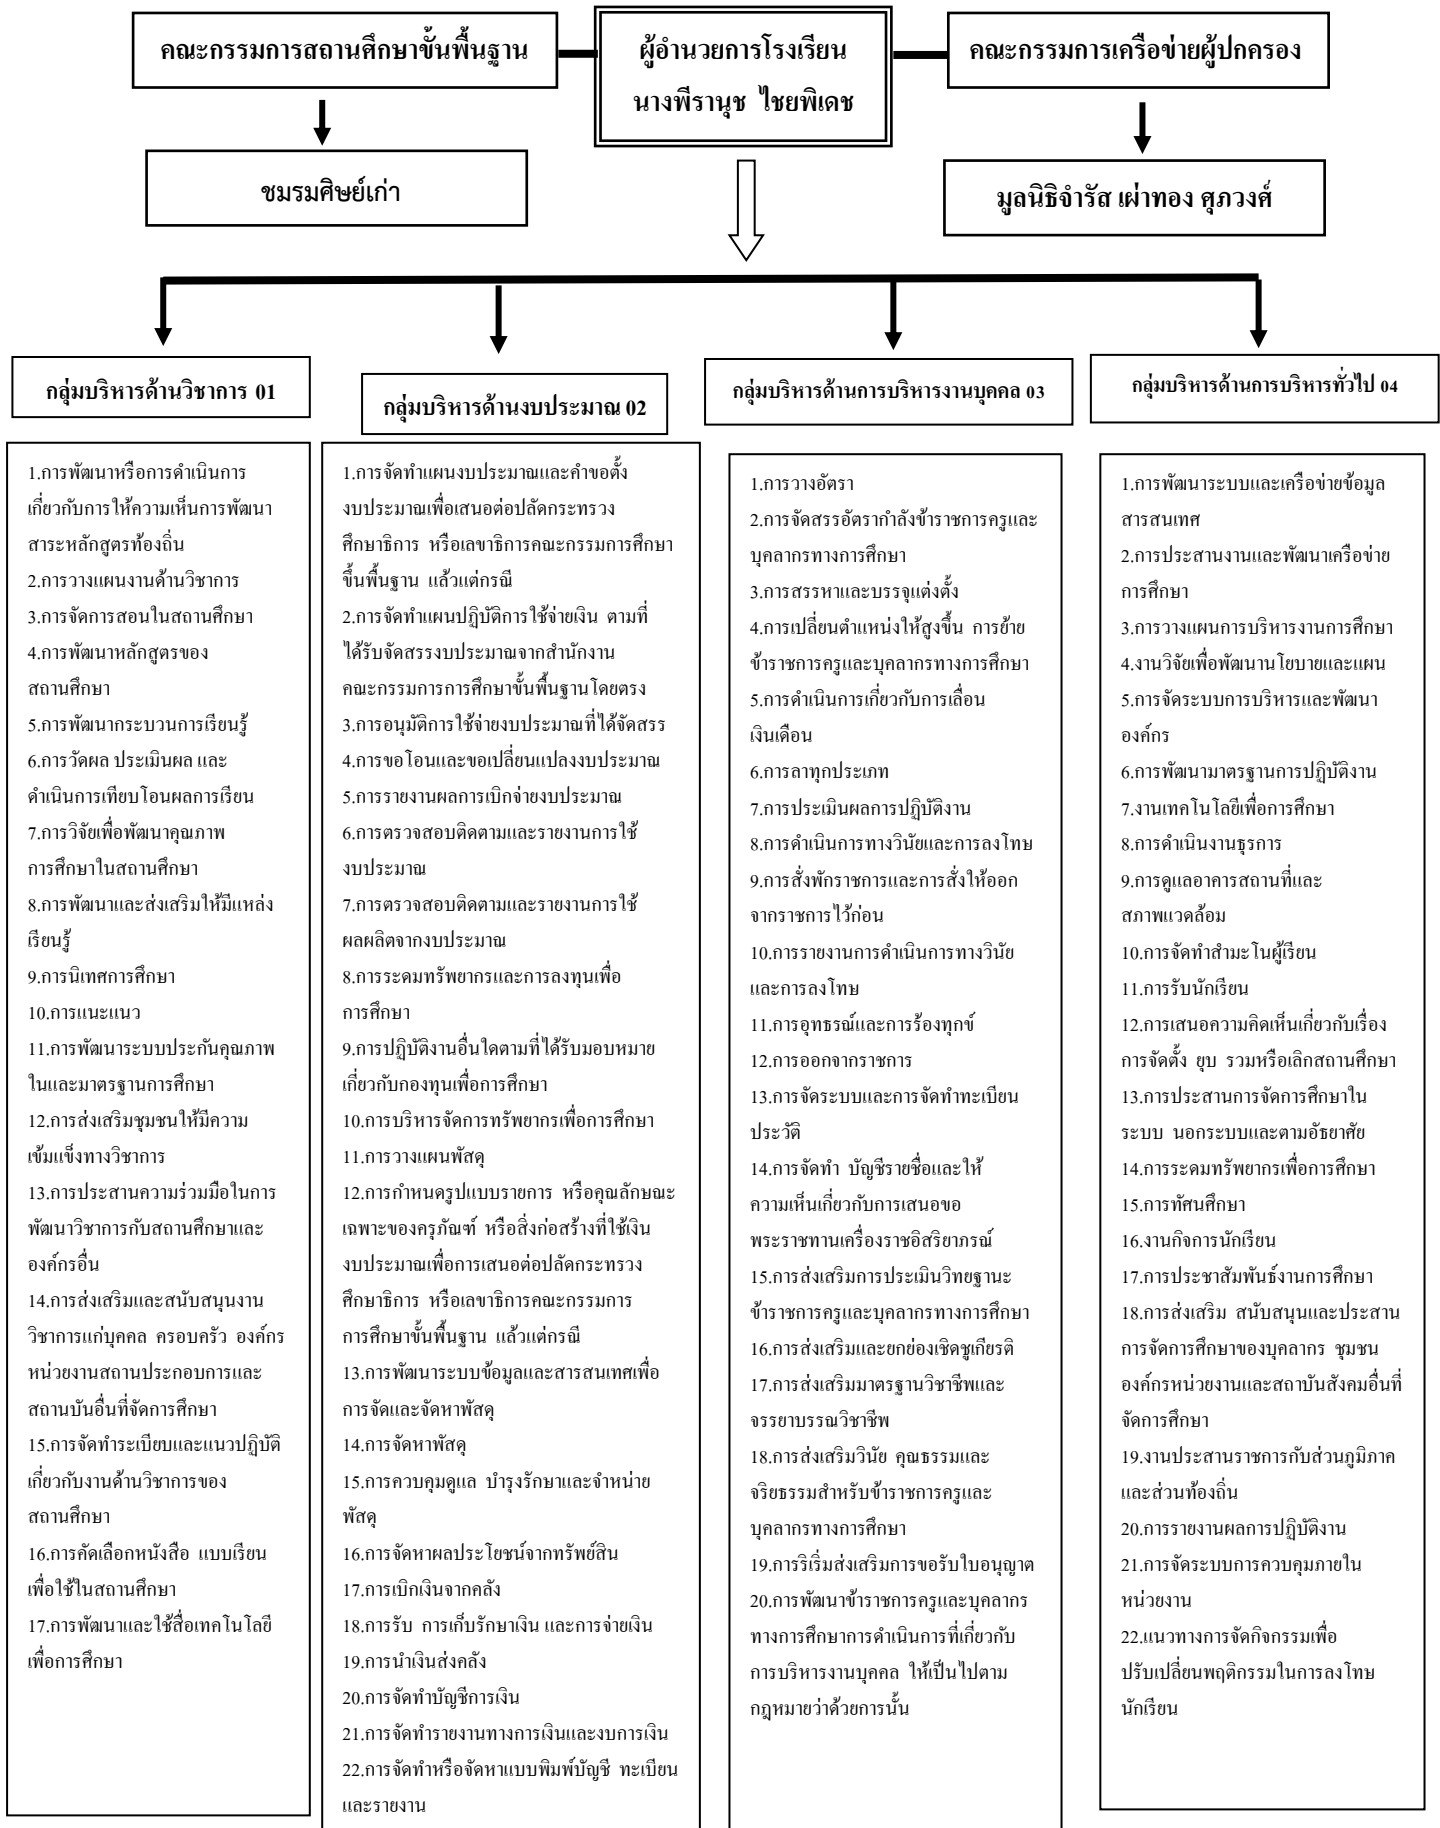 คณะกรรมการสถานศึกษาขั้นพื้นฐาน
ผู้อำนวยการโรงเรียน
นางพีรานุช ไชยพิเดช
คณะกรรมการเครือข่ายผู้ปกครอง
ชมรมศิษย์เก่า
มูลนิธิจำรัส เผ่าทอง ศุภวงศ์
กลุ่มบริหารด้านวิชาการ 01
กลุ่มบริหารด้านงบประมาณ 02
กลุ่มบริหารด้านการบริหารงานบุคคล 03
กลุ่มบริหารด้านการบริหารทั่วไป 04
1.การพัฒนาหรือการดำเนินการ
เกี่ยวกับการให้ความเห็นการพัฒนา
สาระหลักสูตรท้องถิ่น
2.การวางแผนงานด้านวิชาการ
3.การจัดการสอนในสถานศึกษา
4.การพัฒนาหลักสูตรของ
สถานศึกษา
5.การพัฒนากระบวนการเรียนรู้
6.การวัดผล ประเมินผล และ
ดำเนินการเทียบโอนผลการเรียน
7.การวิจัยเพื่อพัฒนาคุณภาพ
การศึกษาในสถานศึกษา
8.การพัฒนาและส่งเสริมให้มีแหล่ง
เรียนรู้
9.การนิเทศการศึกษา
10.การแนะแนว
11.การพัฒนาระบบประกันคุณภาพ
ในและมาตรฐานการศึกษา
12.การส่งเสริมชุมชนให้มีความ
เข้มแข็งทางวิชาการ
13.การประสานความร่วมมือในการ
พัฒนาวิชาการกับสถานศึกษาและ
องค์กรอื่น
14.การส่งเสริมและสนับสนุนงาน
วิชาการแก่บุคคล ครอบครัว องค์กร
หน่วยงานสถานประกอบการและ
สถานบันอื่นที่จัดการศึกษา
15.การจัดทำระเบียบและแนวปฏิบัติ
เกี่ยวกับงานด้านวิชาการของ
สถานศึกษา
16.การคัดเลือกหนังสือ แบบเรียน
เพื่อใช้ในสถานศึกษา
17.การพัฒนาและใช้สื่อเทคโนโลยี
เพื่อการศึกษา
1.การจัดทำแผนงบประมาณและคำขอตั้ง
งบประมาณเพื่อเสนอต่อปลัดกระทรวง
ศึกษาธิการ หรือเลขาธิการคณะกรรมการศึกษา
ขึ้นพื้นฐาน แล้วแต่กรณี
2.การจัดทำแผนปฏิบัติการใช้จ่ายเงิน ตามที่
ได้รับจัดสรรงบประมาณจากสำนักงาน
คณะกรรมการการศึกษาขั้นพื้นฐานโดยตรง
3.การอนุมัติการใช้จ่ายงบประมาณที่ได้จัดสรร
4.การขอโอนและขอเปลี่ยนแปลงงบประมาณ
5.การรายงานผลการเบิกจ่ายงบประมาณ
6.การตรวจสอบติดตามและรายงานการใช้
งบประมาณ
7.การตรวจสอบติดตามและรายงานการใช้
ผลผลิตจากงบประมาณ
8.การระดมทรัพยากรและการลงทุนเพื่อ
การศึกษา
9.การปฏิบัติงานอื่นใดตามที่ได้รับมอบหมาย
เกี่ยวกับกองทุนเพื่อการศึกษา
10.การบริหารจัดการทรัพยากรเพื่อการศึกษา
11.การวางแผนพัสดุ
12.การกำหนดรูปแบบรายการ หรือคุณลักษณะ
เฉพาะของครุภัณฑ์ หรือสิ่งก่อสร้างที่ใช้เงิน
งบประมาณเพื่อการเสนอต่อปลัดกระทรวง
ศึกษาธิการ หรือเลขาธิการคณะกรรมการ
การศึกษาขั้นพื้นฐาน แล้วแต่กรณี
13.การพัฒนาระบบข้อมูลและสารสนเทศเพื่อ
การจัดและจัดหาพัสดุ
14.การจัดหาพัสดุ
15.การควบคุมดูแล บำรุงรักษาและจำหน่าย
พัสดุ
16.การจัดหาผลประโยชน์จากทรัพย์สิน
17.การเบิกเงินจากคลัง
18.การรับ การเก็บรักษาเงิน และการจ่ายเงิน
19.การนำเงินส่งคลัง
20.การจัดทำบัญชีการเงิน
21.การจัดทำรายงานทางการเงินและงบการเงิน
22.การจัดทำหรือจัดหาแบบพิมพ์บัญชี ทะเบียน
และรายงาน
1.การวางอัตรา
2.การจัดสรรอัตรากำลังข้าราชการครูและ
บุคลากรทางการศึกษา
3.การสรรหาและบรรจุแต่งตั้ง
4.การเปลี่ยนตำแหน่งให้สูงขึ้น การย้าย
ข้าราชการครูและบุคลากรทางการศึกษา
5.การดำเนินการเกี่ยวกับการเลื่อน
เงินเดือน
6.การลาทุกประเภท
7.การประเมินผลการปฏิบัติงาน
8.การดำเนินการทางวินัยและการลงโทษ
9.การสั่งพักราชการและการสั่งให้ออก
จากราชการไว้ก่อน
10.การรายงานการดำเนินการทางวินัย
และการลงโทษ
11.การอุทธรณ์และการร้องทุกข์
12.การออกจากราชการ
13.การจัดระบบและการจัดทำทะเบียน
ประวัติ
14.การจัดทำ บัญชีรายชื่อและให้
ความเห็นเกี่ยวกับการเสนอขอ
พระราชทานเครื่องราชอิสริยาภรณ์
15.การส่งเสริมการประเมินวิทยฐานะ
ข้าราชการครูและบุคลากรทางการศึกษา
16.การส่งเสริมและยกย่องเชิดชูเกียรติ
17.การส่งเสริมมาตรฐานวิชาชีพและ
จรรยาบรรณวิชาชีพ
18.การส่งเสริมวินัย คุณธรรมและ
จริยธรรมสำหรับข้าราชการครูและ
บุคลากรทางการศึกษา
19.การริเริ่มส่งเสริมการขอรับใบอนุญาต
20.การพัฒนาข้าราชการครูและบุคลากร
ทางการศึกษาการดำเนินการที่เกี่ยวกับ
การบริหารงานบุคคล ให้เป็นไปตาม
กฎหมายว่าด้วยการนั้น
1.การพัฒนาระบบและเครือข่ายข้อมูล
สารสนเทศ
2.การประสานงานและพัฒนาเครือข่าย
การศึกษา
3.การวางแผนการบริหารงานการศึกษา
4.งานวิจัยเพื่อพัฒนานโยบายและแผน
5.การจัดระบบการบริหารและพัฒนา
องค์กร
6.การพัฒนามาตรฐานการปฏิบัติงาน
7.งานเทคโนโลยีเพื่อการศึกษา
8.การดำเนินงานธุรการ
9.การดูแลอาคารสถานที่และ
สภาพแวดล้อม
10.การจัดทำสำมะโนผู้เรียน
11.การรับนักเรียน
12.การเสนอความคิดเห็นเกี่ยวกับเรื่อง
การจัดตั้ง ยุบ รวมหรือเลิกสถานศึกษา
13.การประสานการจัดการศึกษาใน
ระบบ นอกระบบและตามอัธยาศัย
14.การระดมทรัพยากรเพื่อการศึกษา
15.การทัศนศึกษา
16.งานกิจการนักเรียน
17.การประชาสัมพันธ์งานการศึกษา
18.การส่งเสริม สนับสนุนและประสาน
การจัดการศึกษาของบุคลากร ชุมชน
องค์กรหน่วยงานและสถาบันสังคมอื่นที่
จัดการศึกษา
19.งานประสานราชการกับส่วนภูมิภาค
และส่วนท้องถิ่น
20.การรายงานผลการปฏิบัติงาน
21.การจัดระบบการควบคุมภายใน
หน่วยงาน
22.แนวทางการจัดกิจกรรมเพื่อ
ปรับเปลี่ยนพฤติกรรมในการลงโทษ
นักเรียน